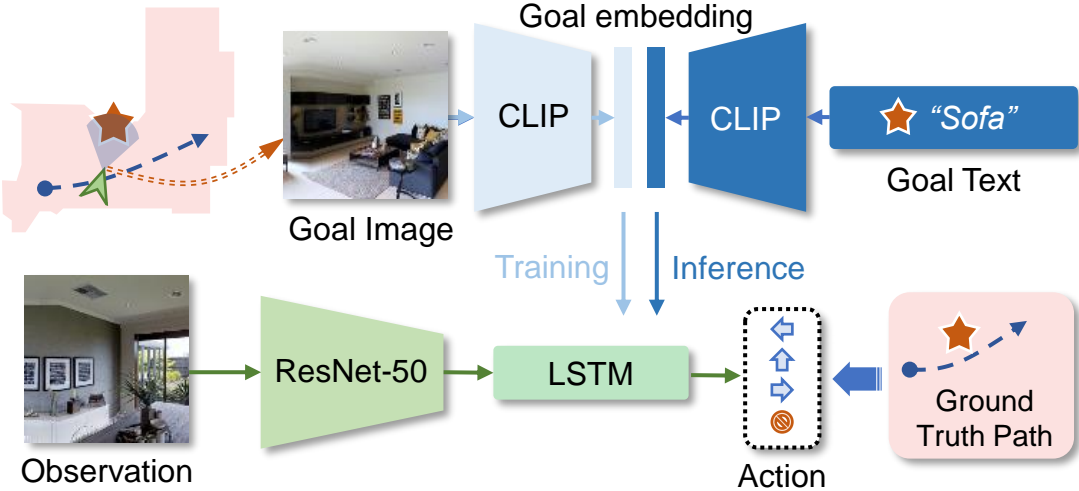 Goal embedding
CLIP
CLIP
“Sofa”
Goal Text
Goal Image
Training
Inference
ResNet-50
LSTM
Ground
Truth Path
Observation
Action